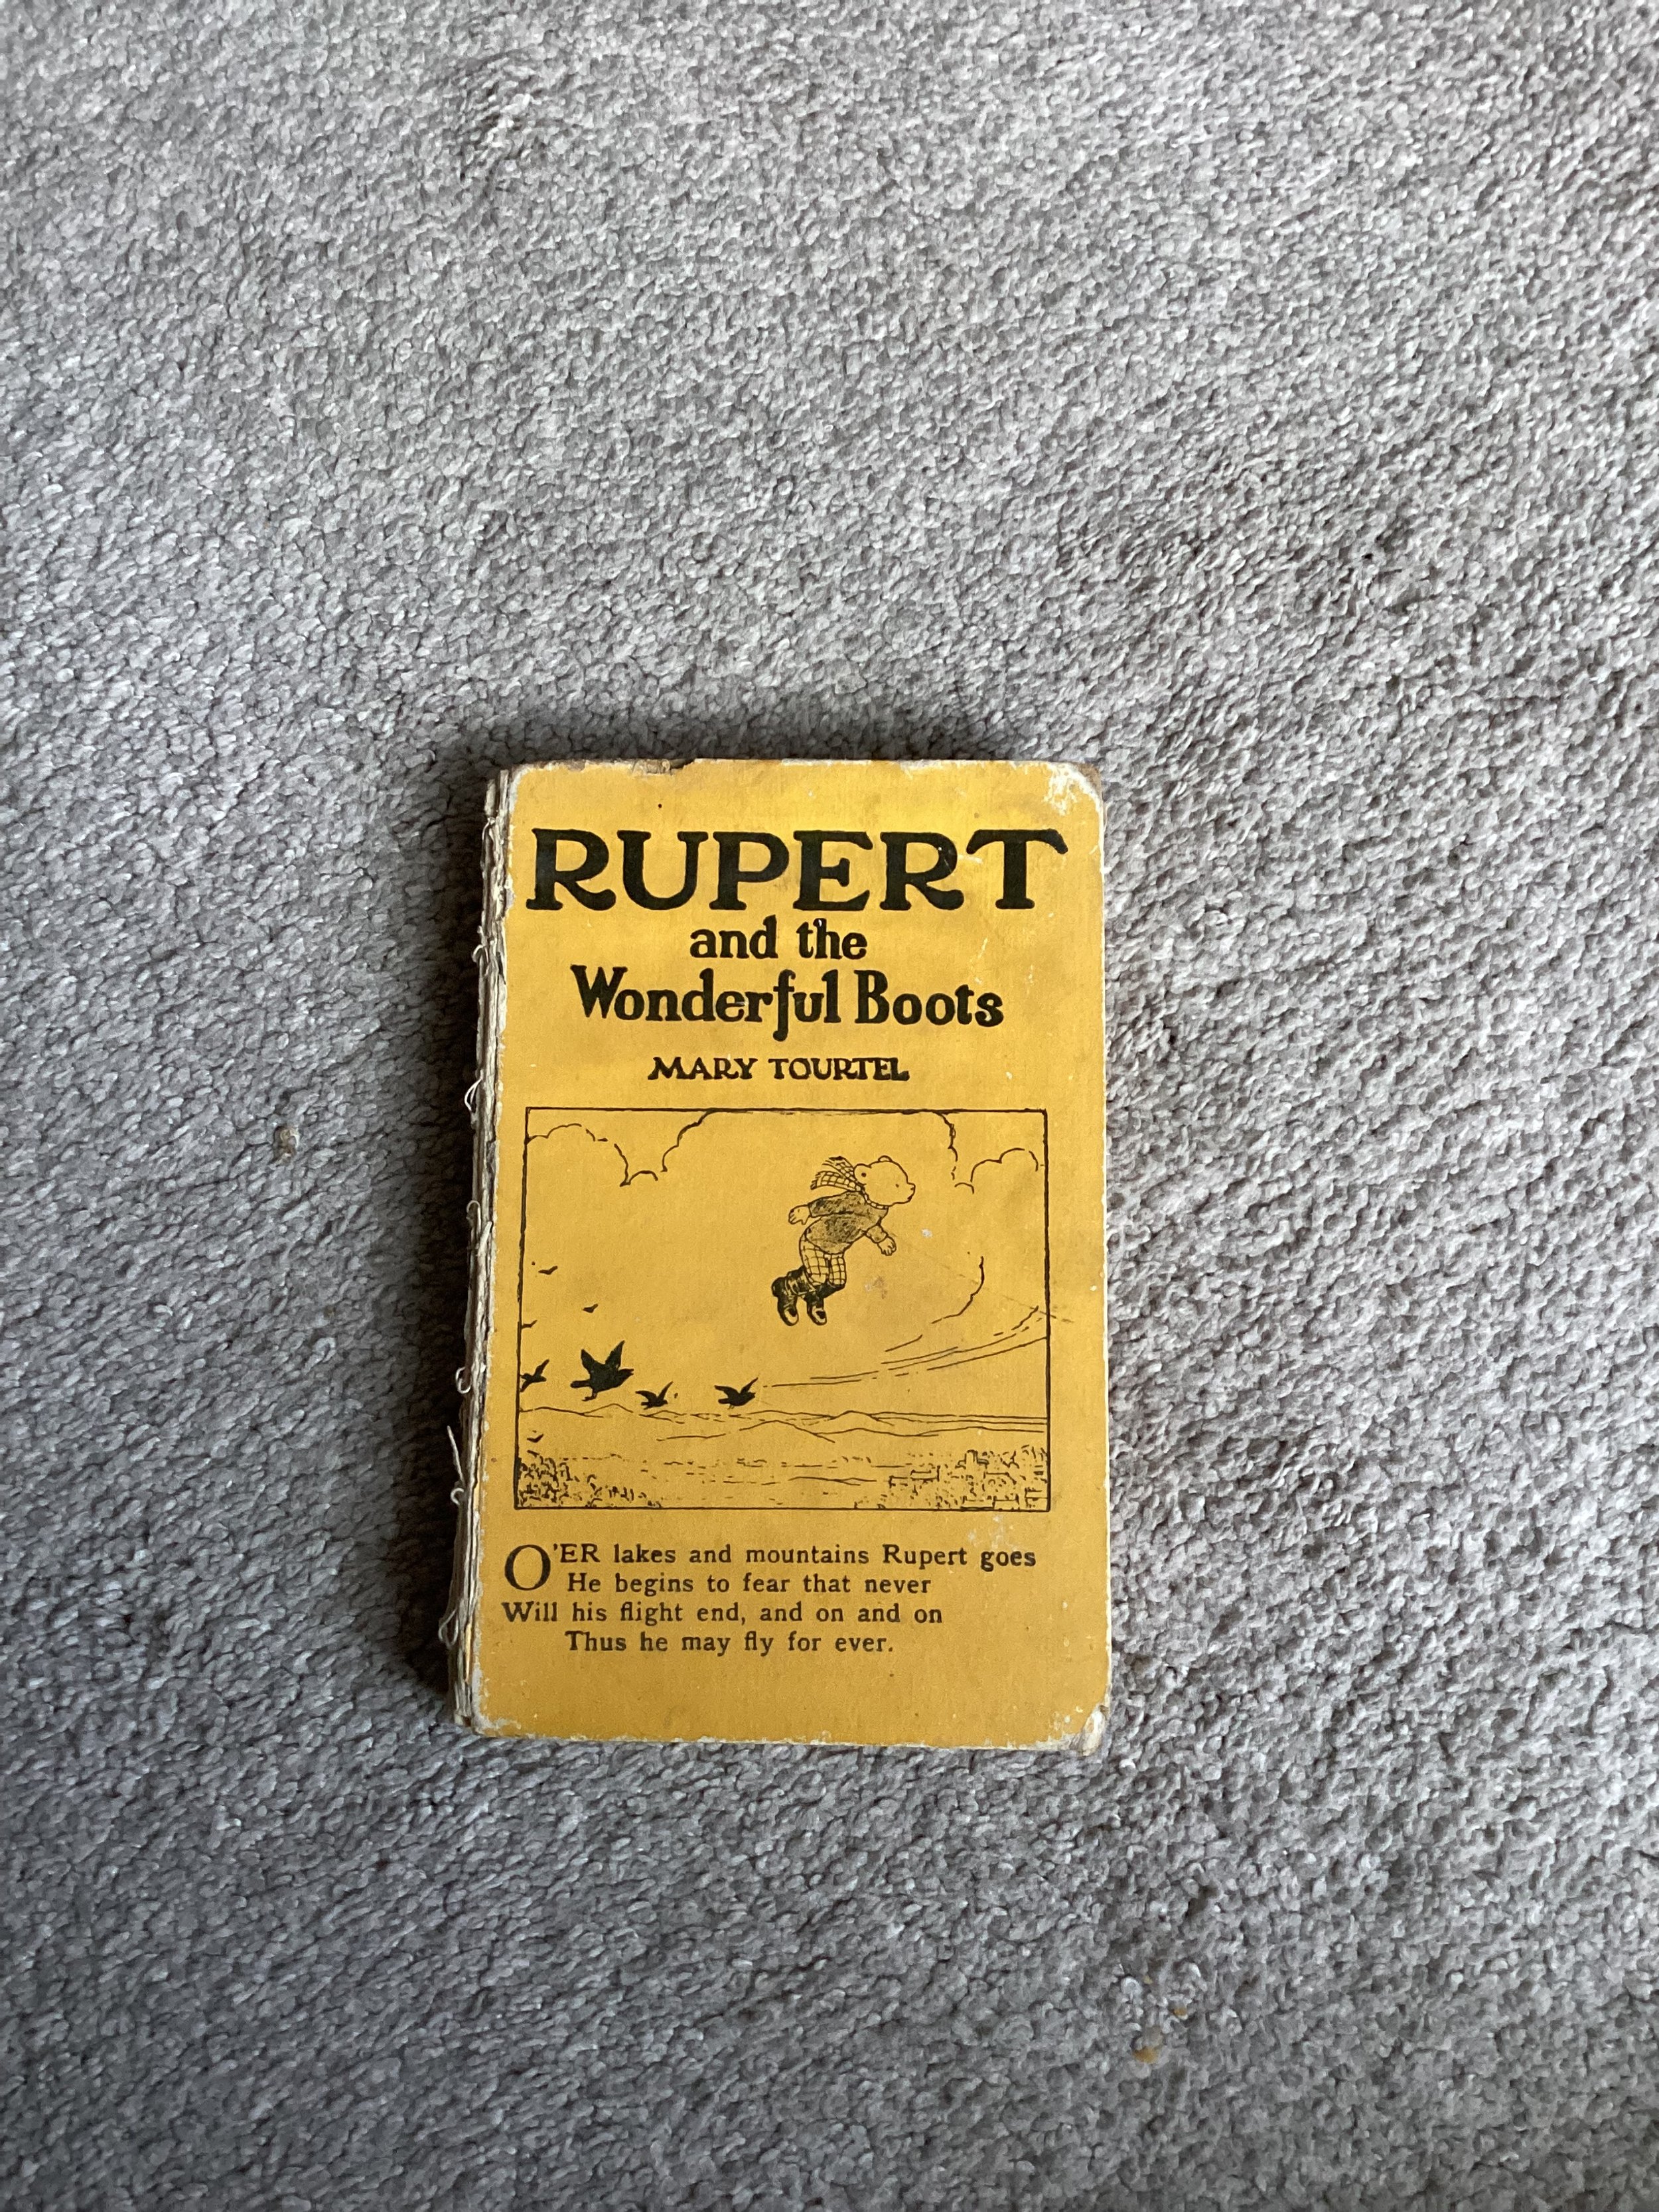 RUPERT
and the
Wonderful Boots
MARY TOURTEL
O'ER lakes and mountains Rupert goes
He begins to fear that never
Will his flight end, and on and on
Thus he may fly for ever.